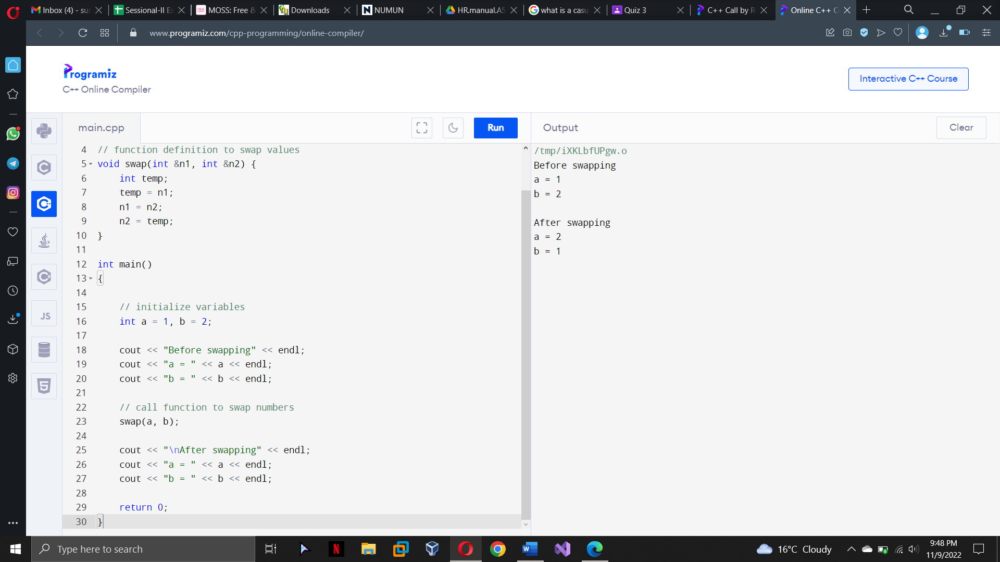 Inbox (4) - su
Sessional-II Ex
MOSS: Free &
Downloads
NUMUN
HR.manual.A5
what is a casu
Quiz 3
C++ Call by R
Online C++ C
www.programiz.com/cpp-programming/online-compiler/
Programiz
C++ Online Compiler
Interactive C++ Course
main.cpp
Run
Output
Clear
JS
4 // function definition to swap values
5 void swap(int &n1, int &n2) {
6 int temp;
7 temp = n1;
8 n1 = n2;
9 n2 = temp;
10 }
11
12 int main()
13 {
14
15 // initialize variables
16 int a = 1, b = 2;
17
18 cout << "Before swapping" << endl;
19 cout << "a = " << a << endl;
20 cout << "b = " << b << endl;
21
22 // call function to swap numbers
23 swap(a, b);
24
25 cout << "\nAfter swapping" << endl;
26 cout << "a = " << a << endl;
27 cout << "b = " << b << endl;
28
29 return 0;
30 }
/tmp/iXKLbfUPgw.o
Before swapping
a = 1
b = 2
After swapping
a = 2
b = 1
Type here to search
16°C Cloudy
9:48 PM
11/9/2022